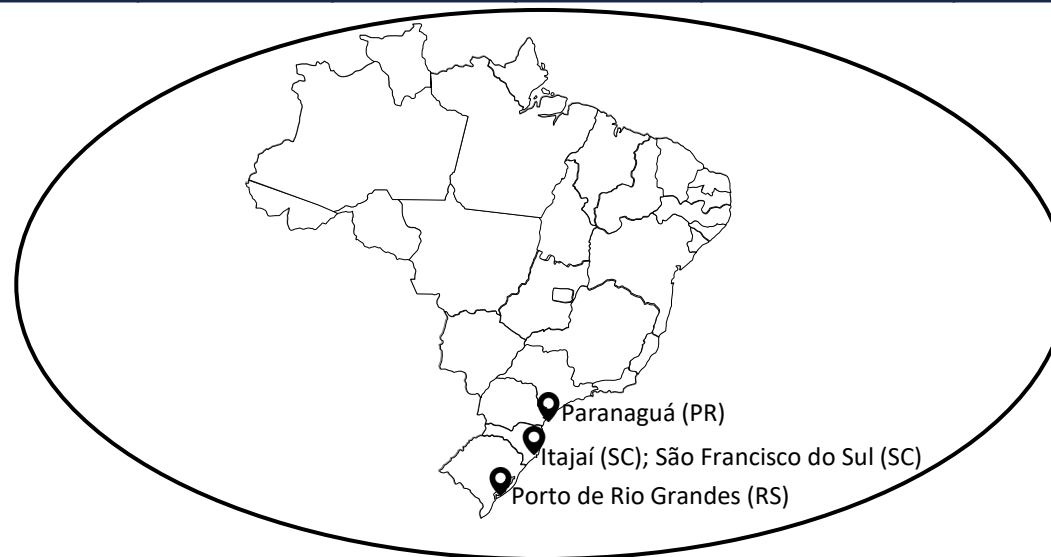 Paranaguá (PR)
Itajaí (SC); São Francisco do Sul (SC)
Porto de Rio Grandes (RS)